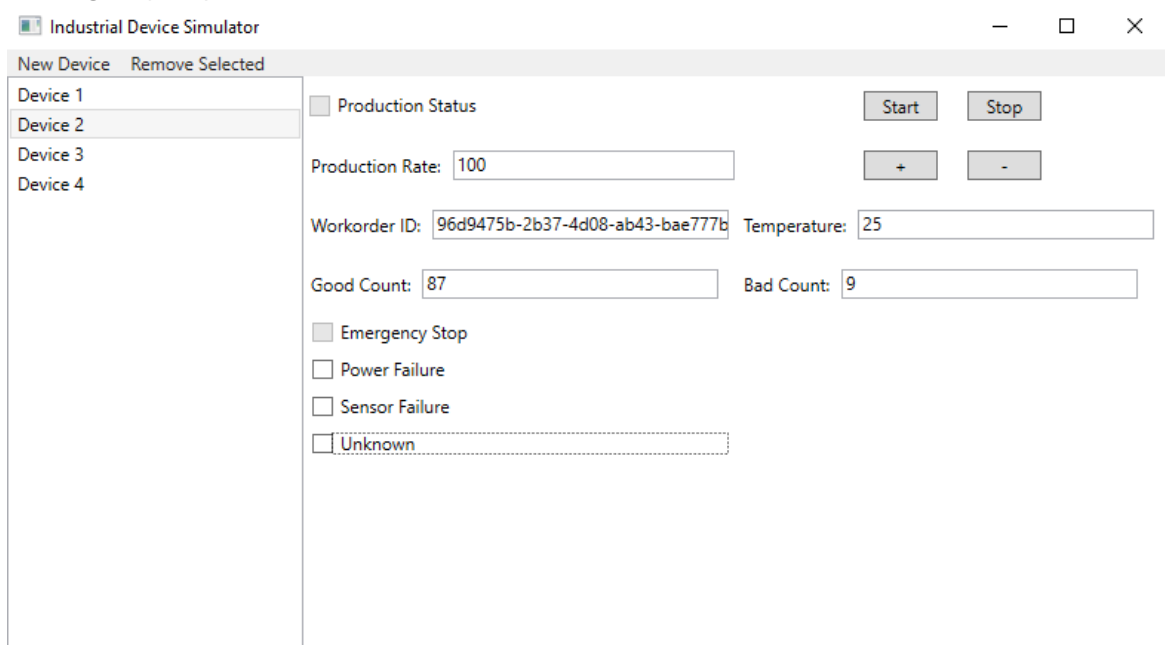 Industrial Device Simulator
New Device Remove Selected
Device 1
Device 2
Device 3
Device 4
Production Status Start Stop
Production Rate: 100 + -
Workorder ID: 96d9475b-2b37-4d08-ab43-bae777b Temperature: 25
Good Count: 87 Bad Count: 9
Emergency Stop
Power Failure
Sensor Failure
Unknown